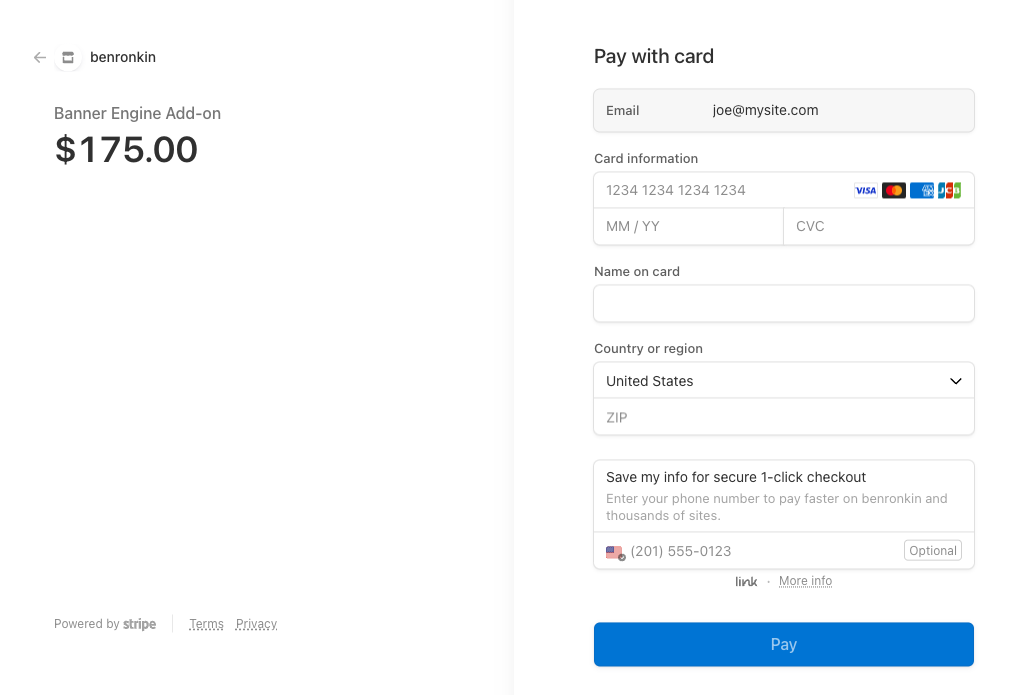 benronkin
Banner Engine Add-on
$175.00
Powered by stripe
Terms Privacy
Pay with card
Email joe@mysite.com
Card information
1234 1234 1234 1234 VISA JCB
MM / YY CVC
Name on card
Country or region
United States
ZIP
Save my info for secure 1-click checkout
Enter your phone number to pay faster on benronkin and
thousands of sites.
(201) 555-0123 Optional
link · More info
Pay